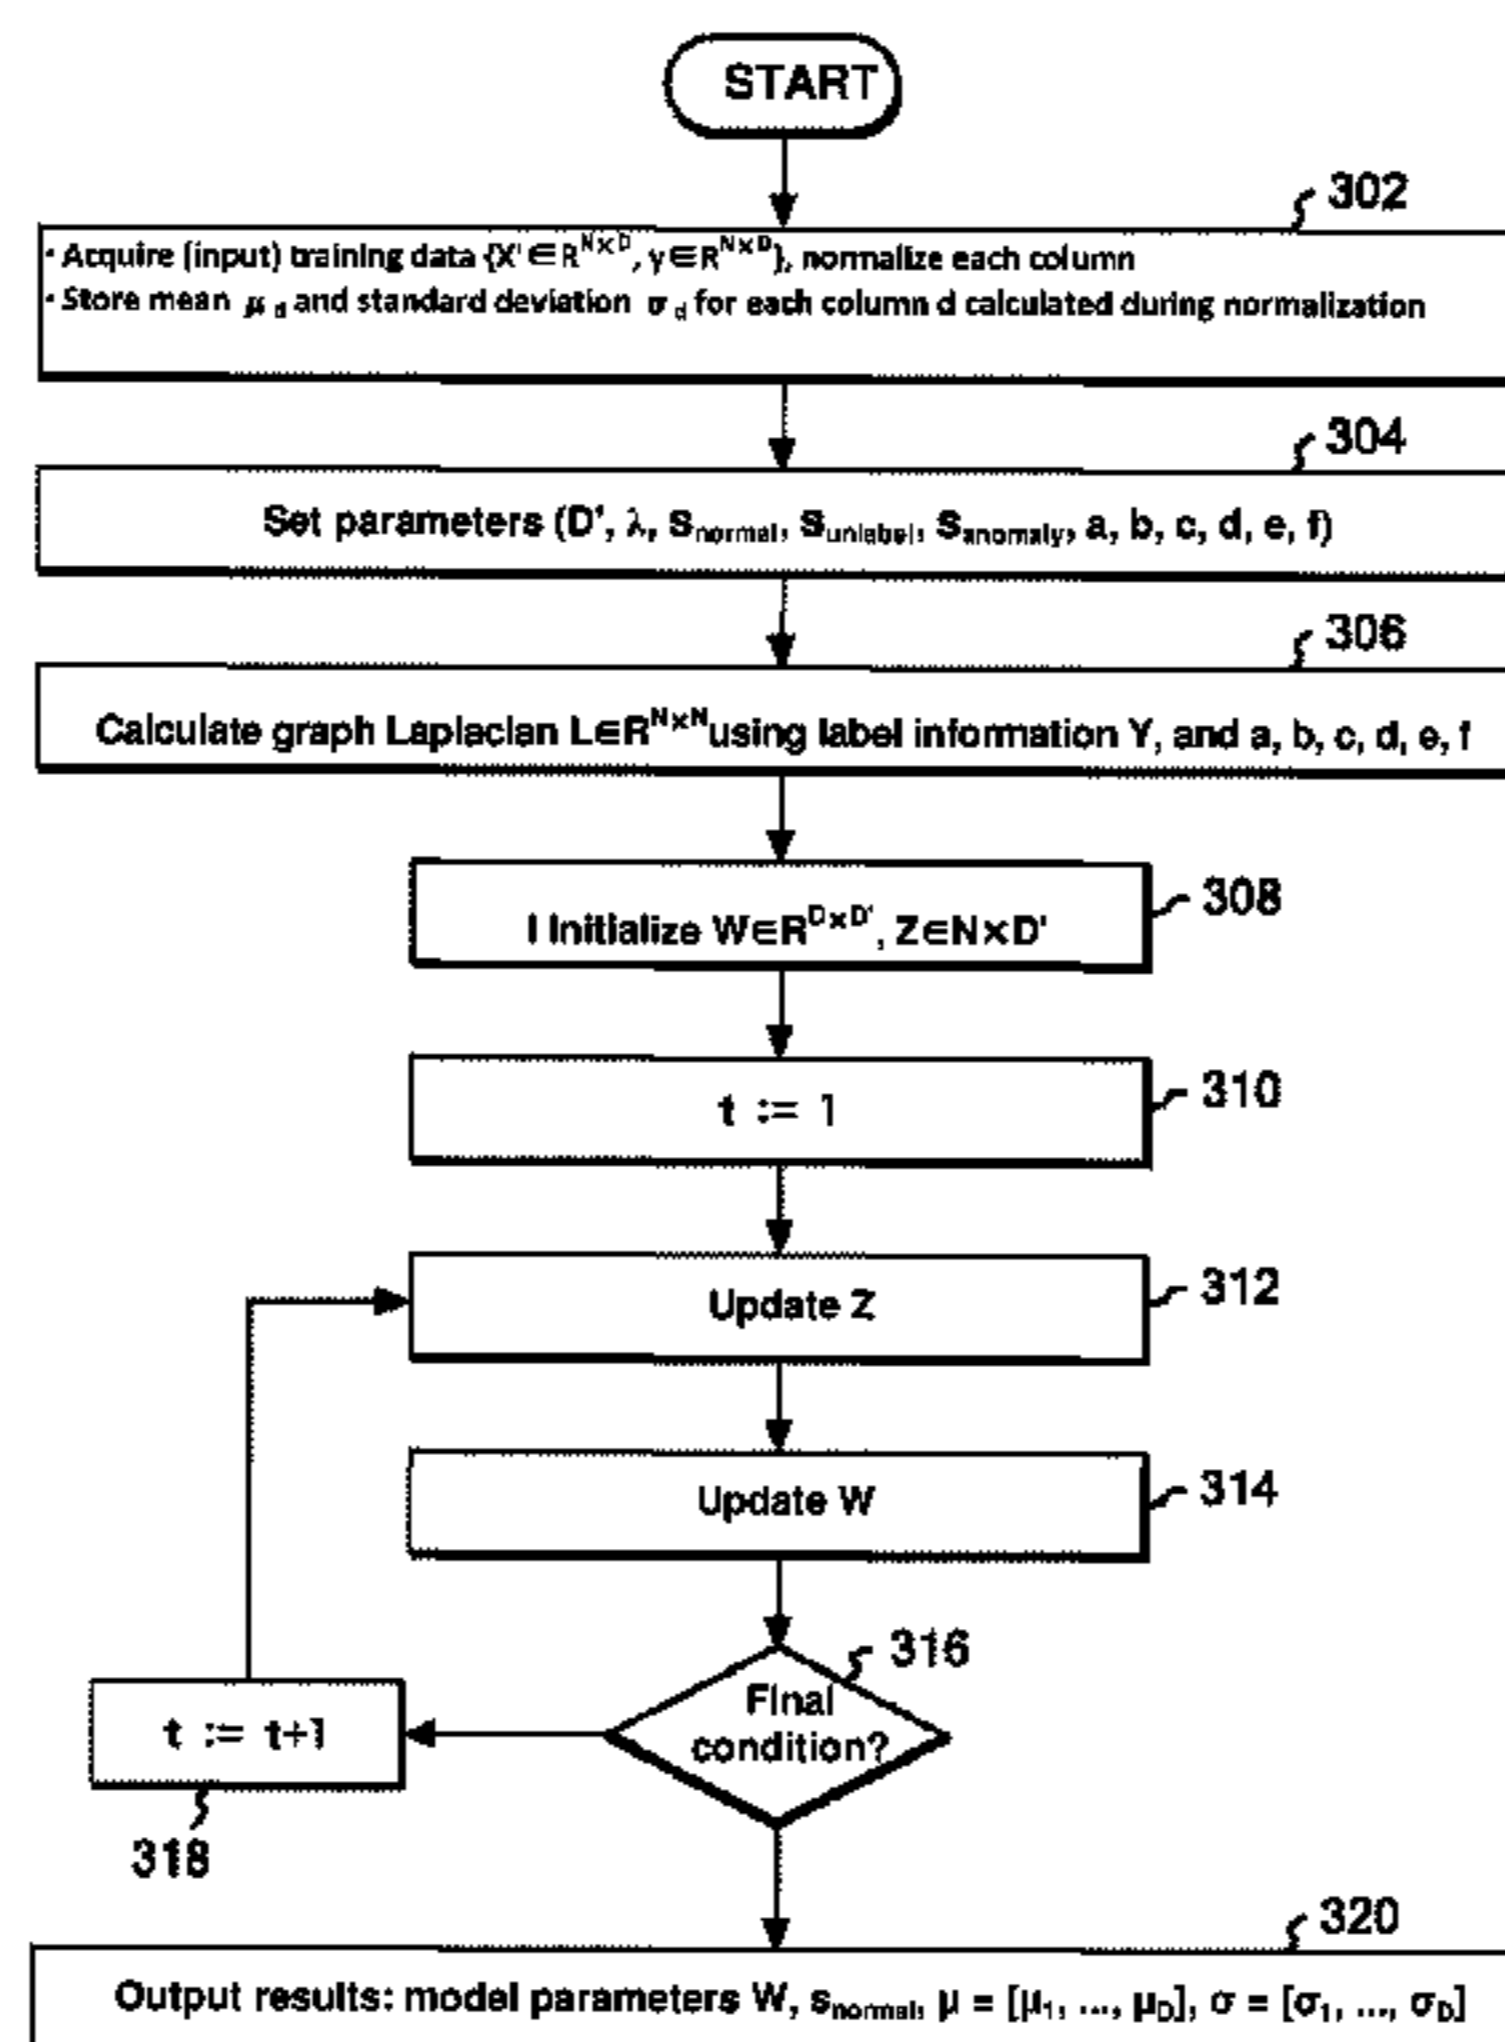 START
302
· Acquire (input) training data {X' ∈ R^{N×D}, y ∈ R^{N×D}}, normalize each column
· Store mean μ_d and standard deviation σ_d for each column d calculated during normalization
304
Set parameters (D', λ, s_normal, s_unlabel, s_anomaly, a, b, c, d, e, f)
306
Calculate graph Laplacian L∈R^{N×N} using label information Y, and a, b, c, d, e, f
308
I Initialize W∈R^{D×D'}, Z∈N×D'
310
t := 1
312
Update Z
314
Update W
316
Final
condition?
t := t+1
318
320
Output results: model parameters W, s_normal, μ = [μ_1, ..., μ_D], σ = [σ_1, ..., σ_D]